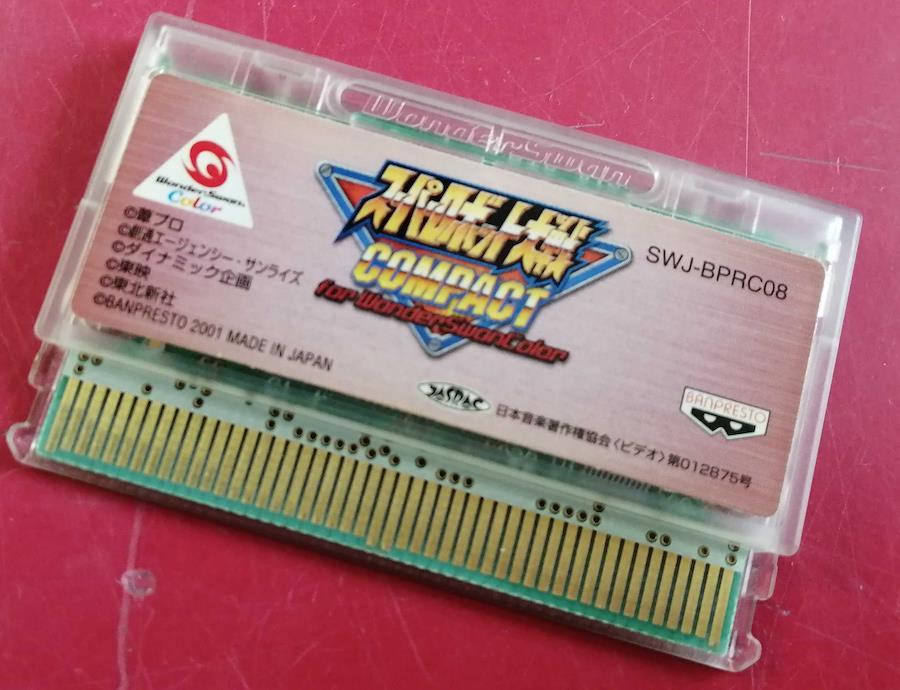 WonderSwan
WonderSwan
Color
スーパーロボット大戦
COMPACT
for WonderSwanColor
SWJ-BPRC08
©葦プロ
©創通エージェンシー・サンライズ
©ダイナミック企画
©東映
©東北新社
©BANPRESTO 2001 MADE IN JAPAN
JASRAC
日本音楽著作権協会〈ビデオ〉第012875号
BANPRESTO